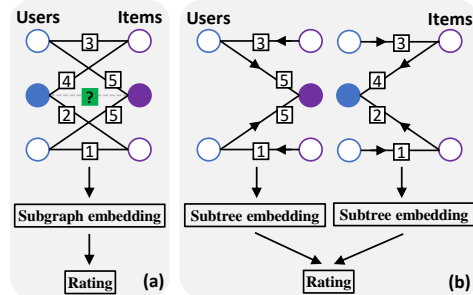 Users Items
3
4 5
?
2 5
1
Subgraph embedding
Rating
(a)
Users Items
3 3
5 4
5 2
1 1
Subtree embedding Subtree embedding
Rating
(b)